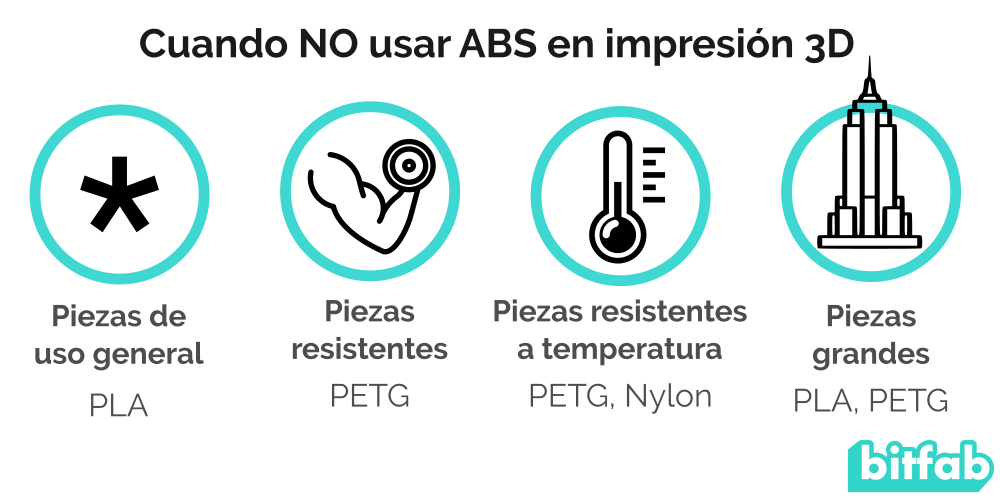 Cuando NO usar ABS en impresión 3D
Piezas de
uso general
PLA
Piezas
resistentes
PETG
Piezas resistentes
a temperatura
PETG, Nylon
Piezas
grandes
PLA, PETG
bitfab